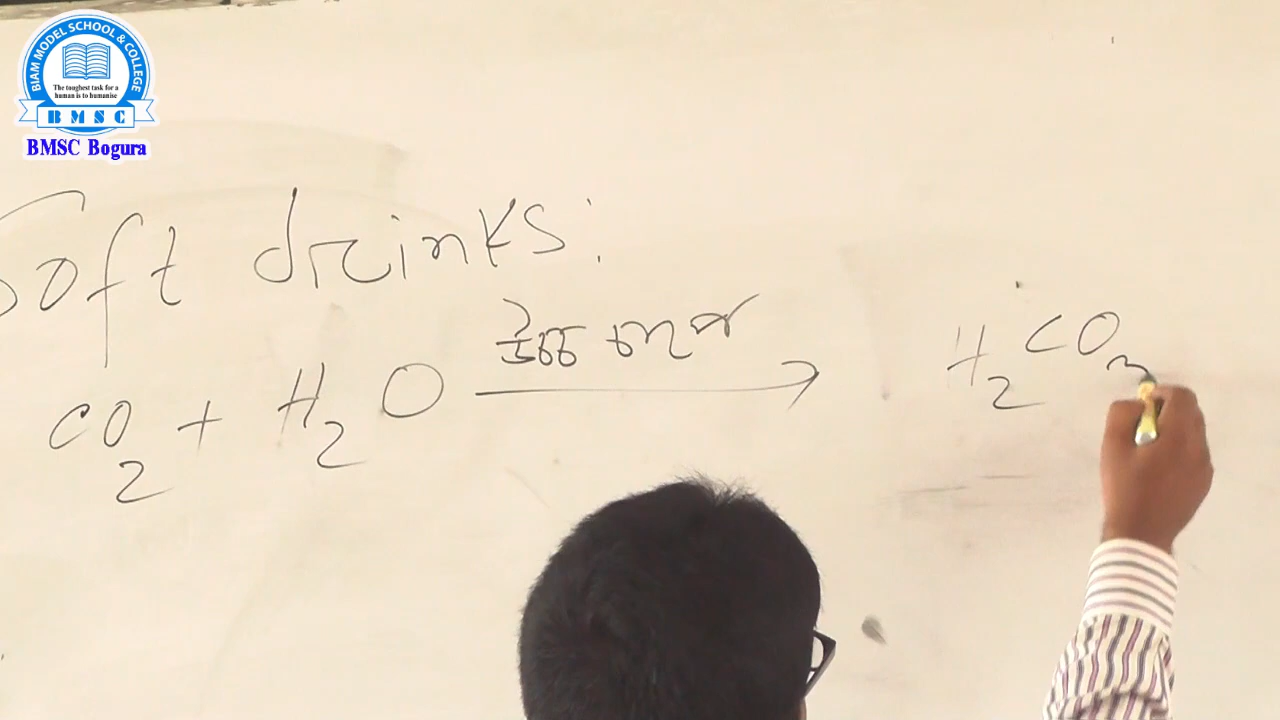 BIAM MODEL SCHOOL & COLLEGE
The toughest task for a
human is to humanise
BMSC
BMSC Bogura
Soft drinks:
উচ্চ চাপ
CO2 + H2O → H2CO3